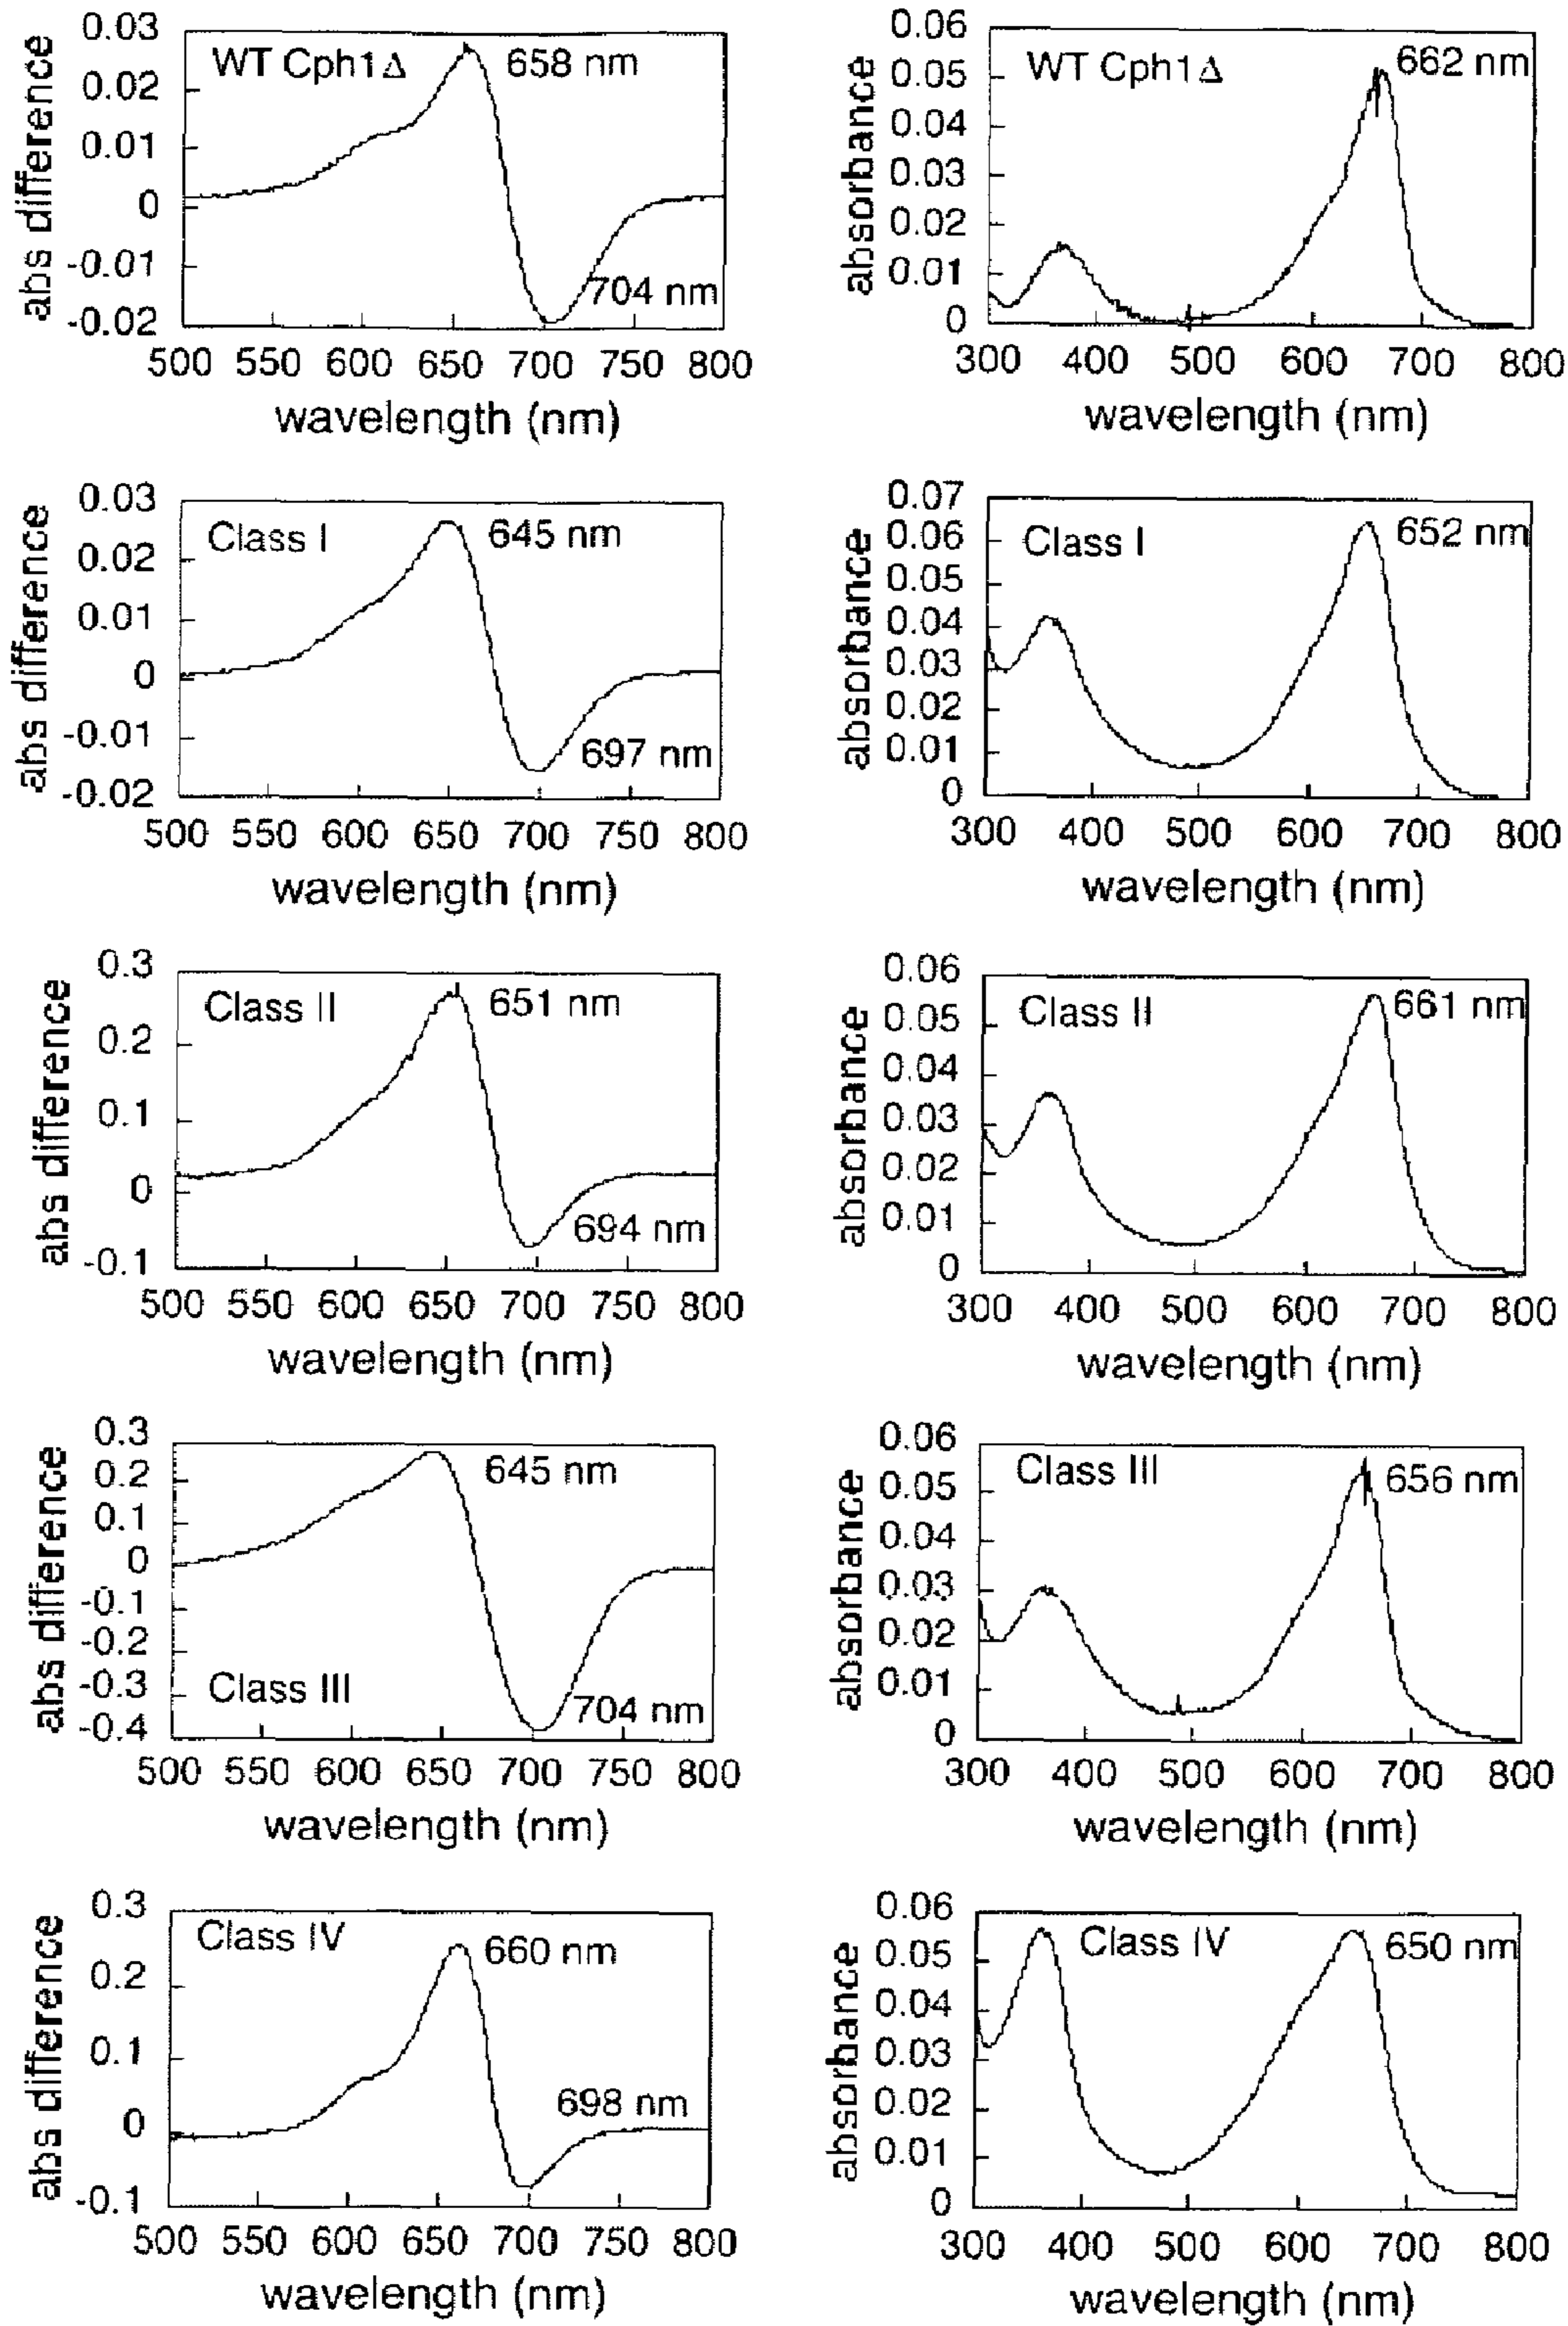 0.03
0.02
0.01
0
-0.01
-0.02
abs difference
WT Cph1Δ
658 nm
704 nm
500 550 600 650 700 750 800
wavelength (nm)
0.06
0.05
0.04
0.03
0.02
0.01
0
absorbance
WT Cph1Δ
662 nm
300 400 500 600 700 800
wavelength (nm)
0.03
0.02
0.01
0
-0.01
-0.02
abs difference
Class I
645 nm
697 nm
500 550 600 650 700 750 800
wavelength (nm)
0.07
0.06
0.05
0.04
0.03
0.02
0.01
0
absorbance
Class I
652 nm
300 400 500 600 700 800
wavelength (nm)
0.3
0.2
0.1
0
-0.1
abs difference
Class II
651 nm
694 nm
500 550 600 650 700 750 800
wavelength (nm)
0.06
0.05
0.04
0.03
0.02
0.01
0
absorbance
Class II
661 nm
300 400 500 600 700 800
wavelength (nm)
0.3
0.2
0.1
0
-0.1
-0.2
-0.3
-0.4
abs difference
645 nm
Class III
704 nm
500 550 600 650 700 750 800
wavelength (nm)
0.06
0.05
0.04
0.03
0.02
0.01
0
absorbance
Class III
656 nm
300 400 500 600 700 800
wavelength (nm)
0.3
0.2
0.1
0
-0.1
abs difference
Class IV
660 nm
698 nm
500 550 600 650 700 750 800
wavelength (nm)
0.06
0.05
0.04
0.03
0.02
0.01
0
absorbance
Class IV
650 nm
300 400 500 600 700 800
wavelength (nm)